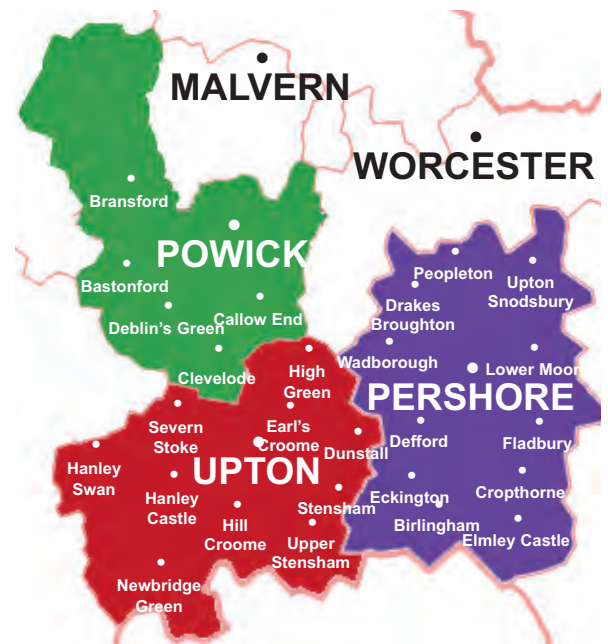 MALVERN
WORCESTER
Bransford
POWICK
Bastonford
Deblin's Green
Callow End
Clevelode
Peopleton
Upton
Snodsbury
Drakes
Broughton
Wadborough
Lower Moor
PERSHORE
Defford
Fladbury
Eckington
Cropthorne
Birlingham
Elmley Castle
High
Green
Severn
Stoke
Earl's
Croome
Dunstall
Hanley
Swan
UPTON
Hanley
Castle
Stensham
Hill
Croome
Upper
Stensham
Newbridge
Green